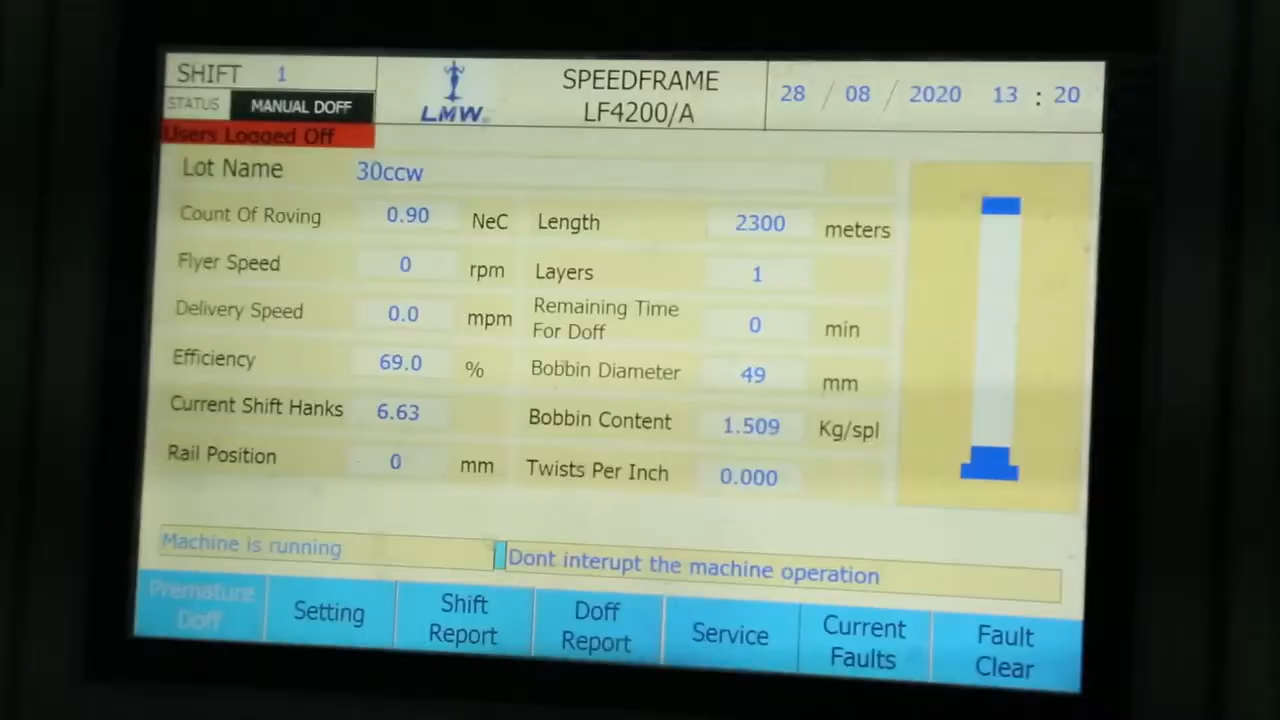 SHIFT 1
STATUS MANUAL DOFF
Users Logged Off
LMW
SPEEDFRAME
LF4200/A
28 / 08 / 2020 13 : 20
Lot Name 30ccw
Count Of Roving 0.90 NeC
Length 2300 meters
Flyer Speed 0 rpm
Layers 1
Delivery Speed 0.0 mpm
Remaining Time
For Doff 0 min
Efficiency 69.0 %
Bobbin Diameter 49 mm
Current Shift Hanks 6.63
Bobbin Content 1.509 Kg/spl
Rail Position 0 mm
Twists Per Inch 0.000
Machine is running
Dont interupt the machine operation
Premature
Doff
Setting
Shift
Report
Doff
Report
Service
Current
Faults
Fault
Clear